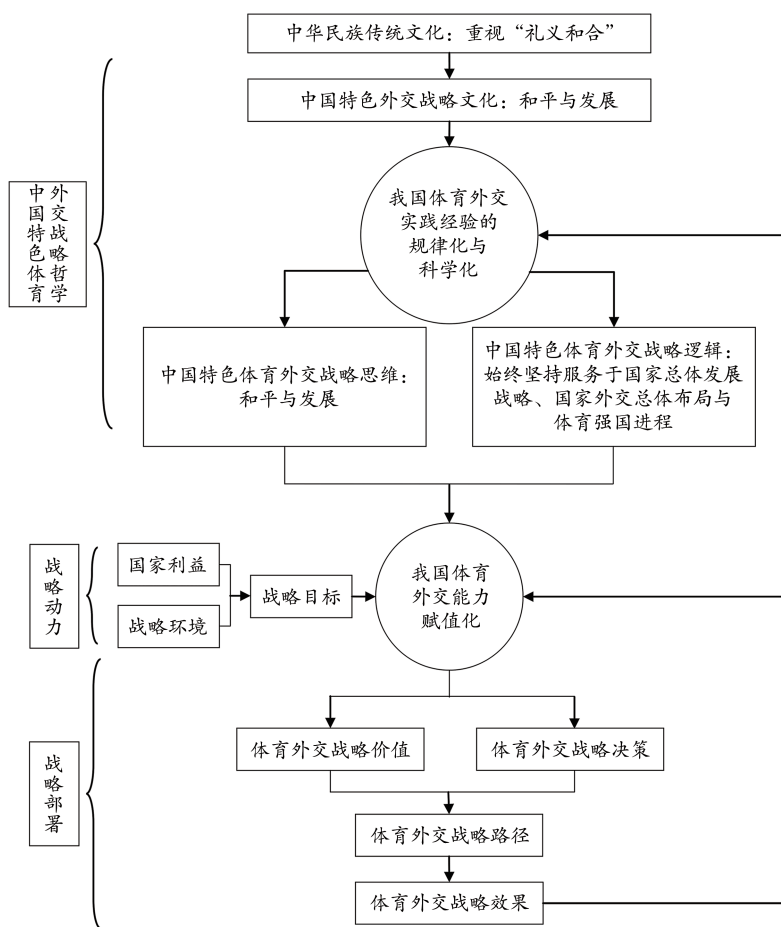 中华民族传统文化：重视“礼义和合”
中国特色外交战略文化：和平与发展
中国特色体育
外交战略哲学
我国体育外交
实践经验的
规律化与
科学化
中国特色体育外交战略思维：
和平与发展
中国特色体育外交战略逻辑：
始终坚持服务于国家总体发展
战略、国家外交总体布局与
体育强国进程
战略动力
国家利益
战略环境
战略目标
我国体育
外交能力
赋值化
战略部署
体育外交战略价值
体育外交战略决策
体育外交战略路径
体育外交战略效果